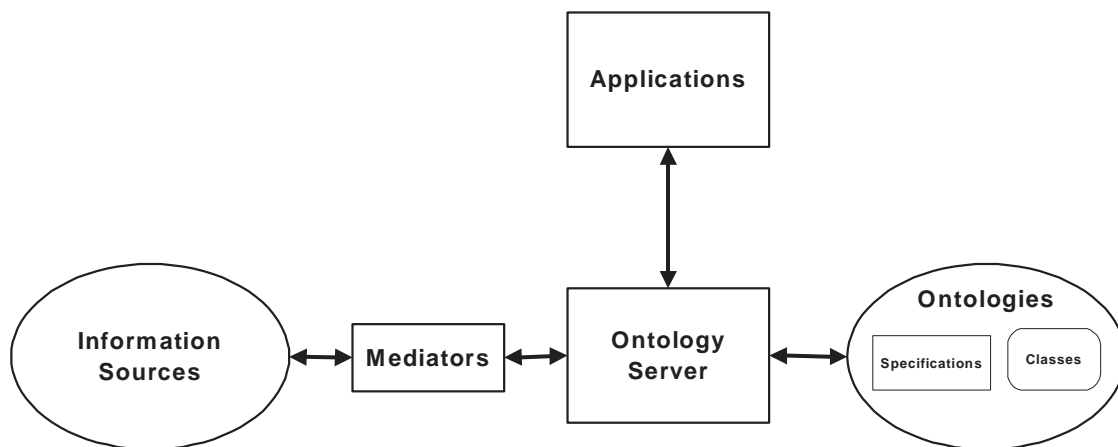 Applications
Information
Sources
Mediators
Ontology
Server
Ontologies
Specifications
Classes